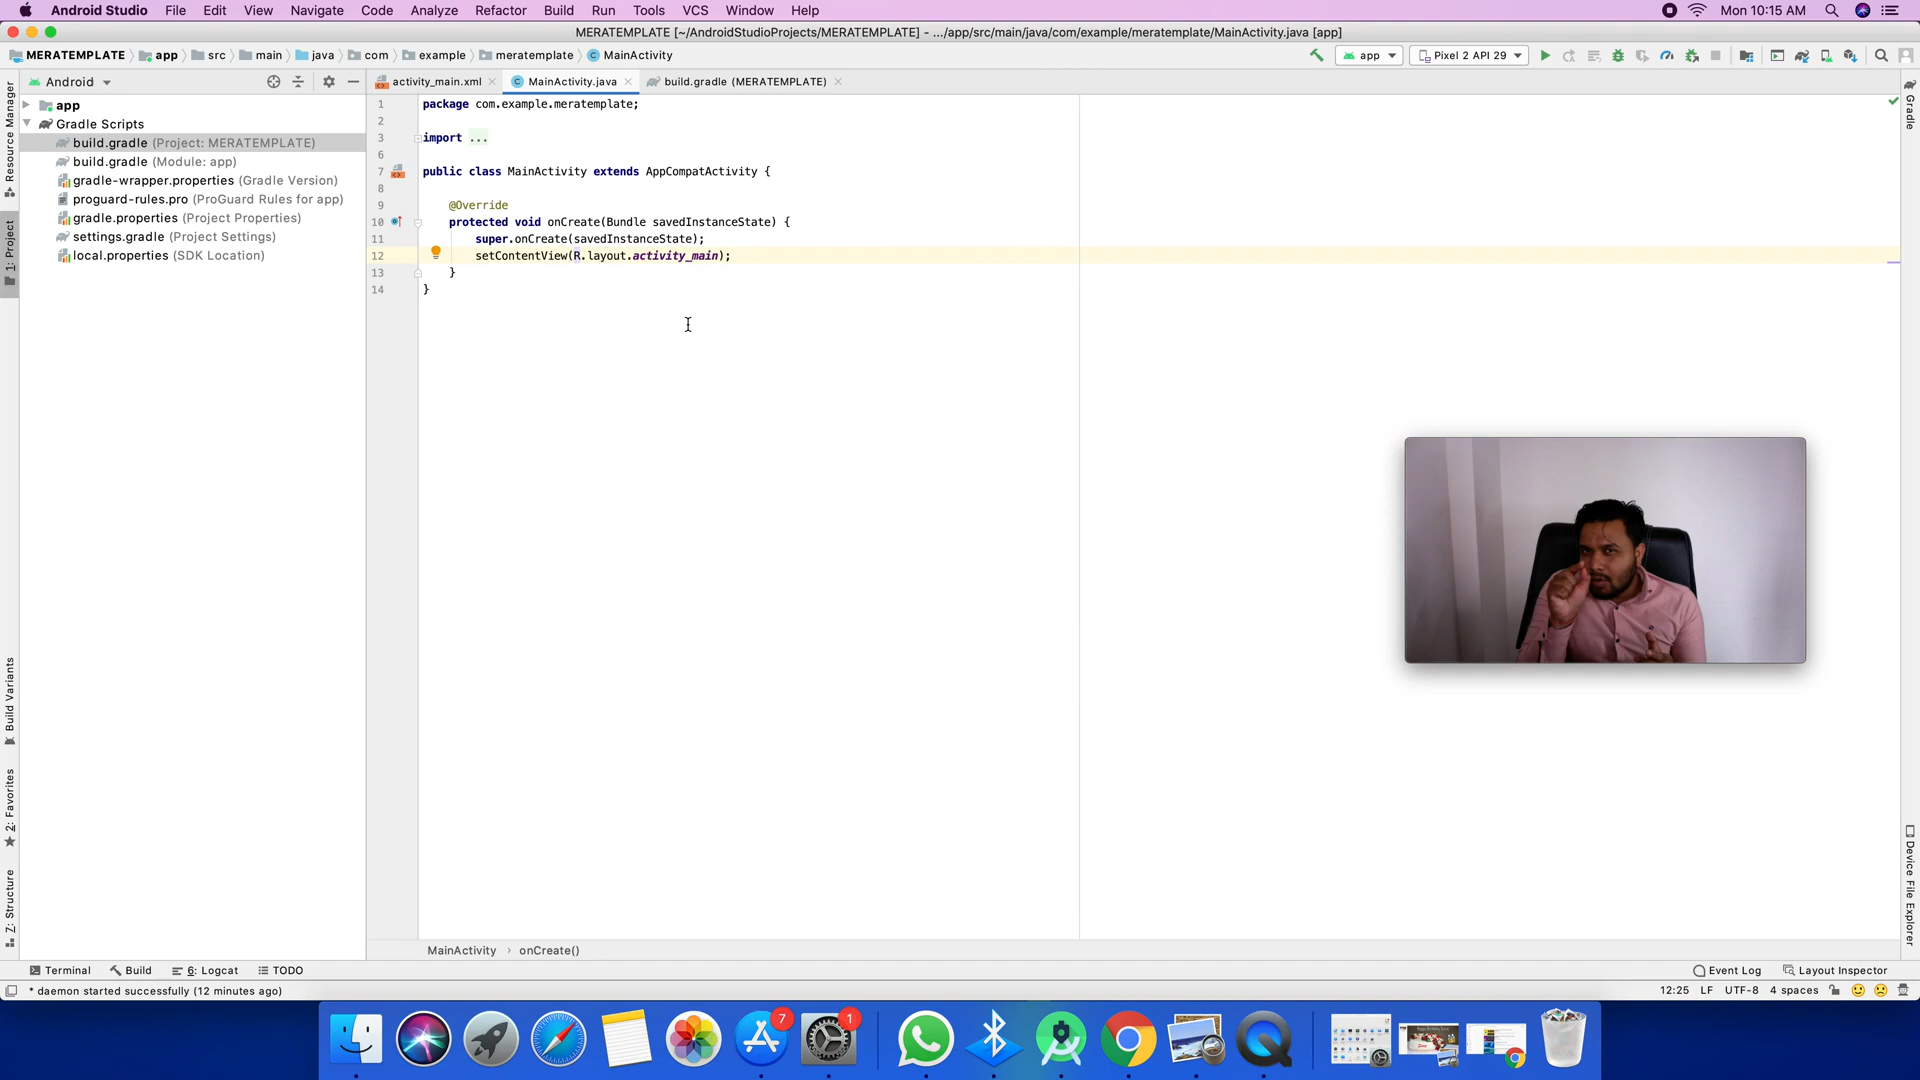 Android Studio File Edit View Navigate Code Analyze Refactor Build Run Tools VCS Window Help Mon 10:15 AM
MERATEMPLATE [~/AndroidStudioProjects/MERATEMPLATE] - .../app/src/main/java/com/example/meratemplate/MainActivity.java [app]
MERATEMPLATE app src main java com example meratemplate MainActivity app Pixel 2 API 29
Android activity_main.xml MainActivity.java build.gradle (MERATEMPLATE)
Resource Manager
1: Project
Build Variants
2: Favorites
Z: Structure
app
Gradle Scripts
build.gradle (Project: MERATEMPLATE)
build.gradle (Module: app)
gradle-wrapper.properties (Gradle Version)
proguard-rules.pro (ProGuard Rules for app)
gradle.properties (Project Properties)
settings.gradle (Project Settings)
local.properties (SDK Location)
1 package com.example.meratemplate;
2
3 import ...
6
7 public class MainActivity extends AppCompatActivity {
8
9 @Override
10 protected void onCreate(Bundle savedInstanceState) {
11 super.onCreate(savedInstanceState);
12 setContentView(R.layout.activity_main);
13 }
14 }
Gradle
Device File Explorer
MainActivity › onCreate()
Terminal Build 6: Logcat TODO Event Log Layout Inspector
* daemon started successfully (12 minutes ago) 12:25 LF UTF-8 4 spaces
7 1